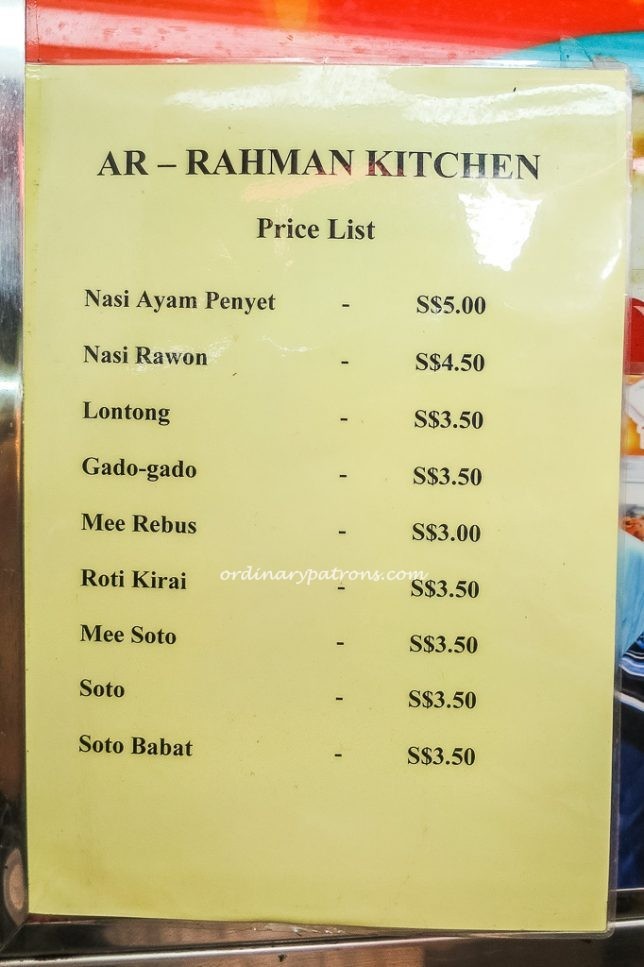 AR – RAHMAN KITCHEN
Price List
Nasi Ayam Penyet - S$5.00
Nasi Rawon - S$4.50
Lontong - S$3.50
Gado-gado - S$3.50
Mee Rebus - S$3.00
ordinarypatrons.com
Roti Kirai - S$3.50
Mee Soto - S$3.50
Soto - S$3.50
Soto Babat - S$3.50